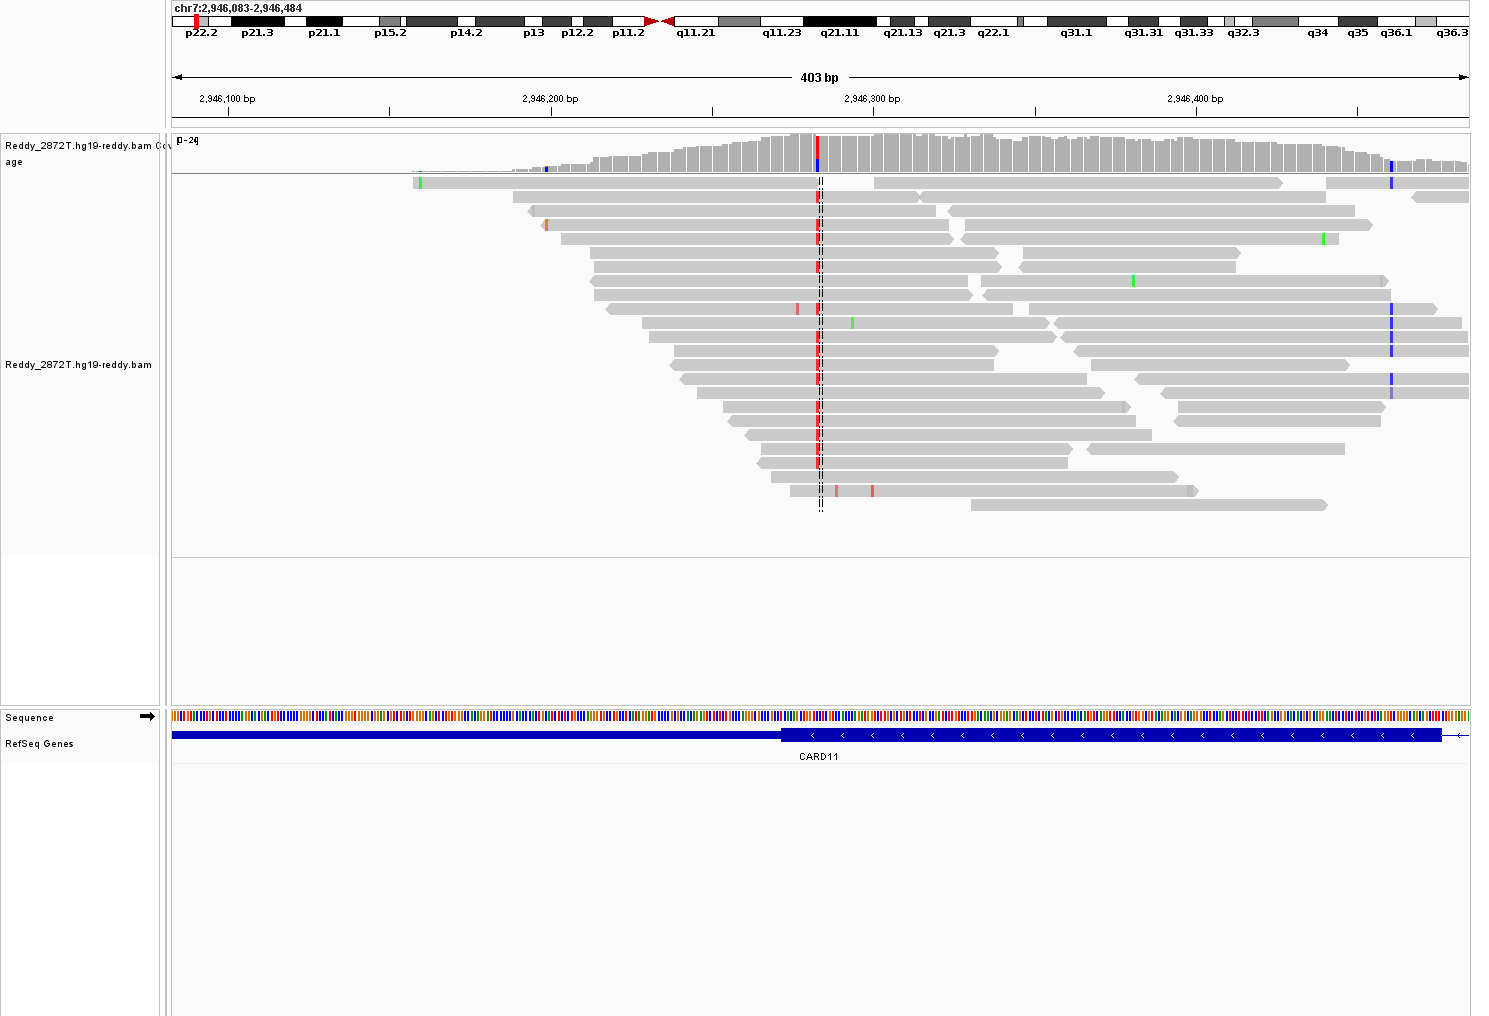 chr7:2,946,083-2,946,484
p22.2 p21.3 p21.1 p15.2 p14.2 p13 p12.2 p11.2 q11.21 q11.23 q21.11 q21.13 q21.3 q22.1 q31.1 q31.31 q31.33 q32.3 q34 q35 q36.1 q36.3
403 bp
2,946,100 bp 2,946,200 bp 2,946,300 bp 2,946,400 bp
Reddy_2872T.hg19-reddy.bam Cov
age
Reddy_2872T.hg19-reddy.bam
Sequence
RefSeq Genes
CARD11